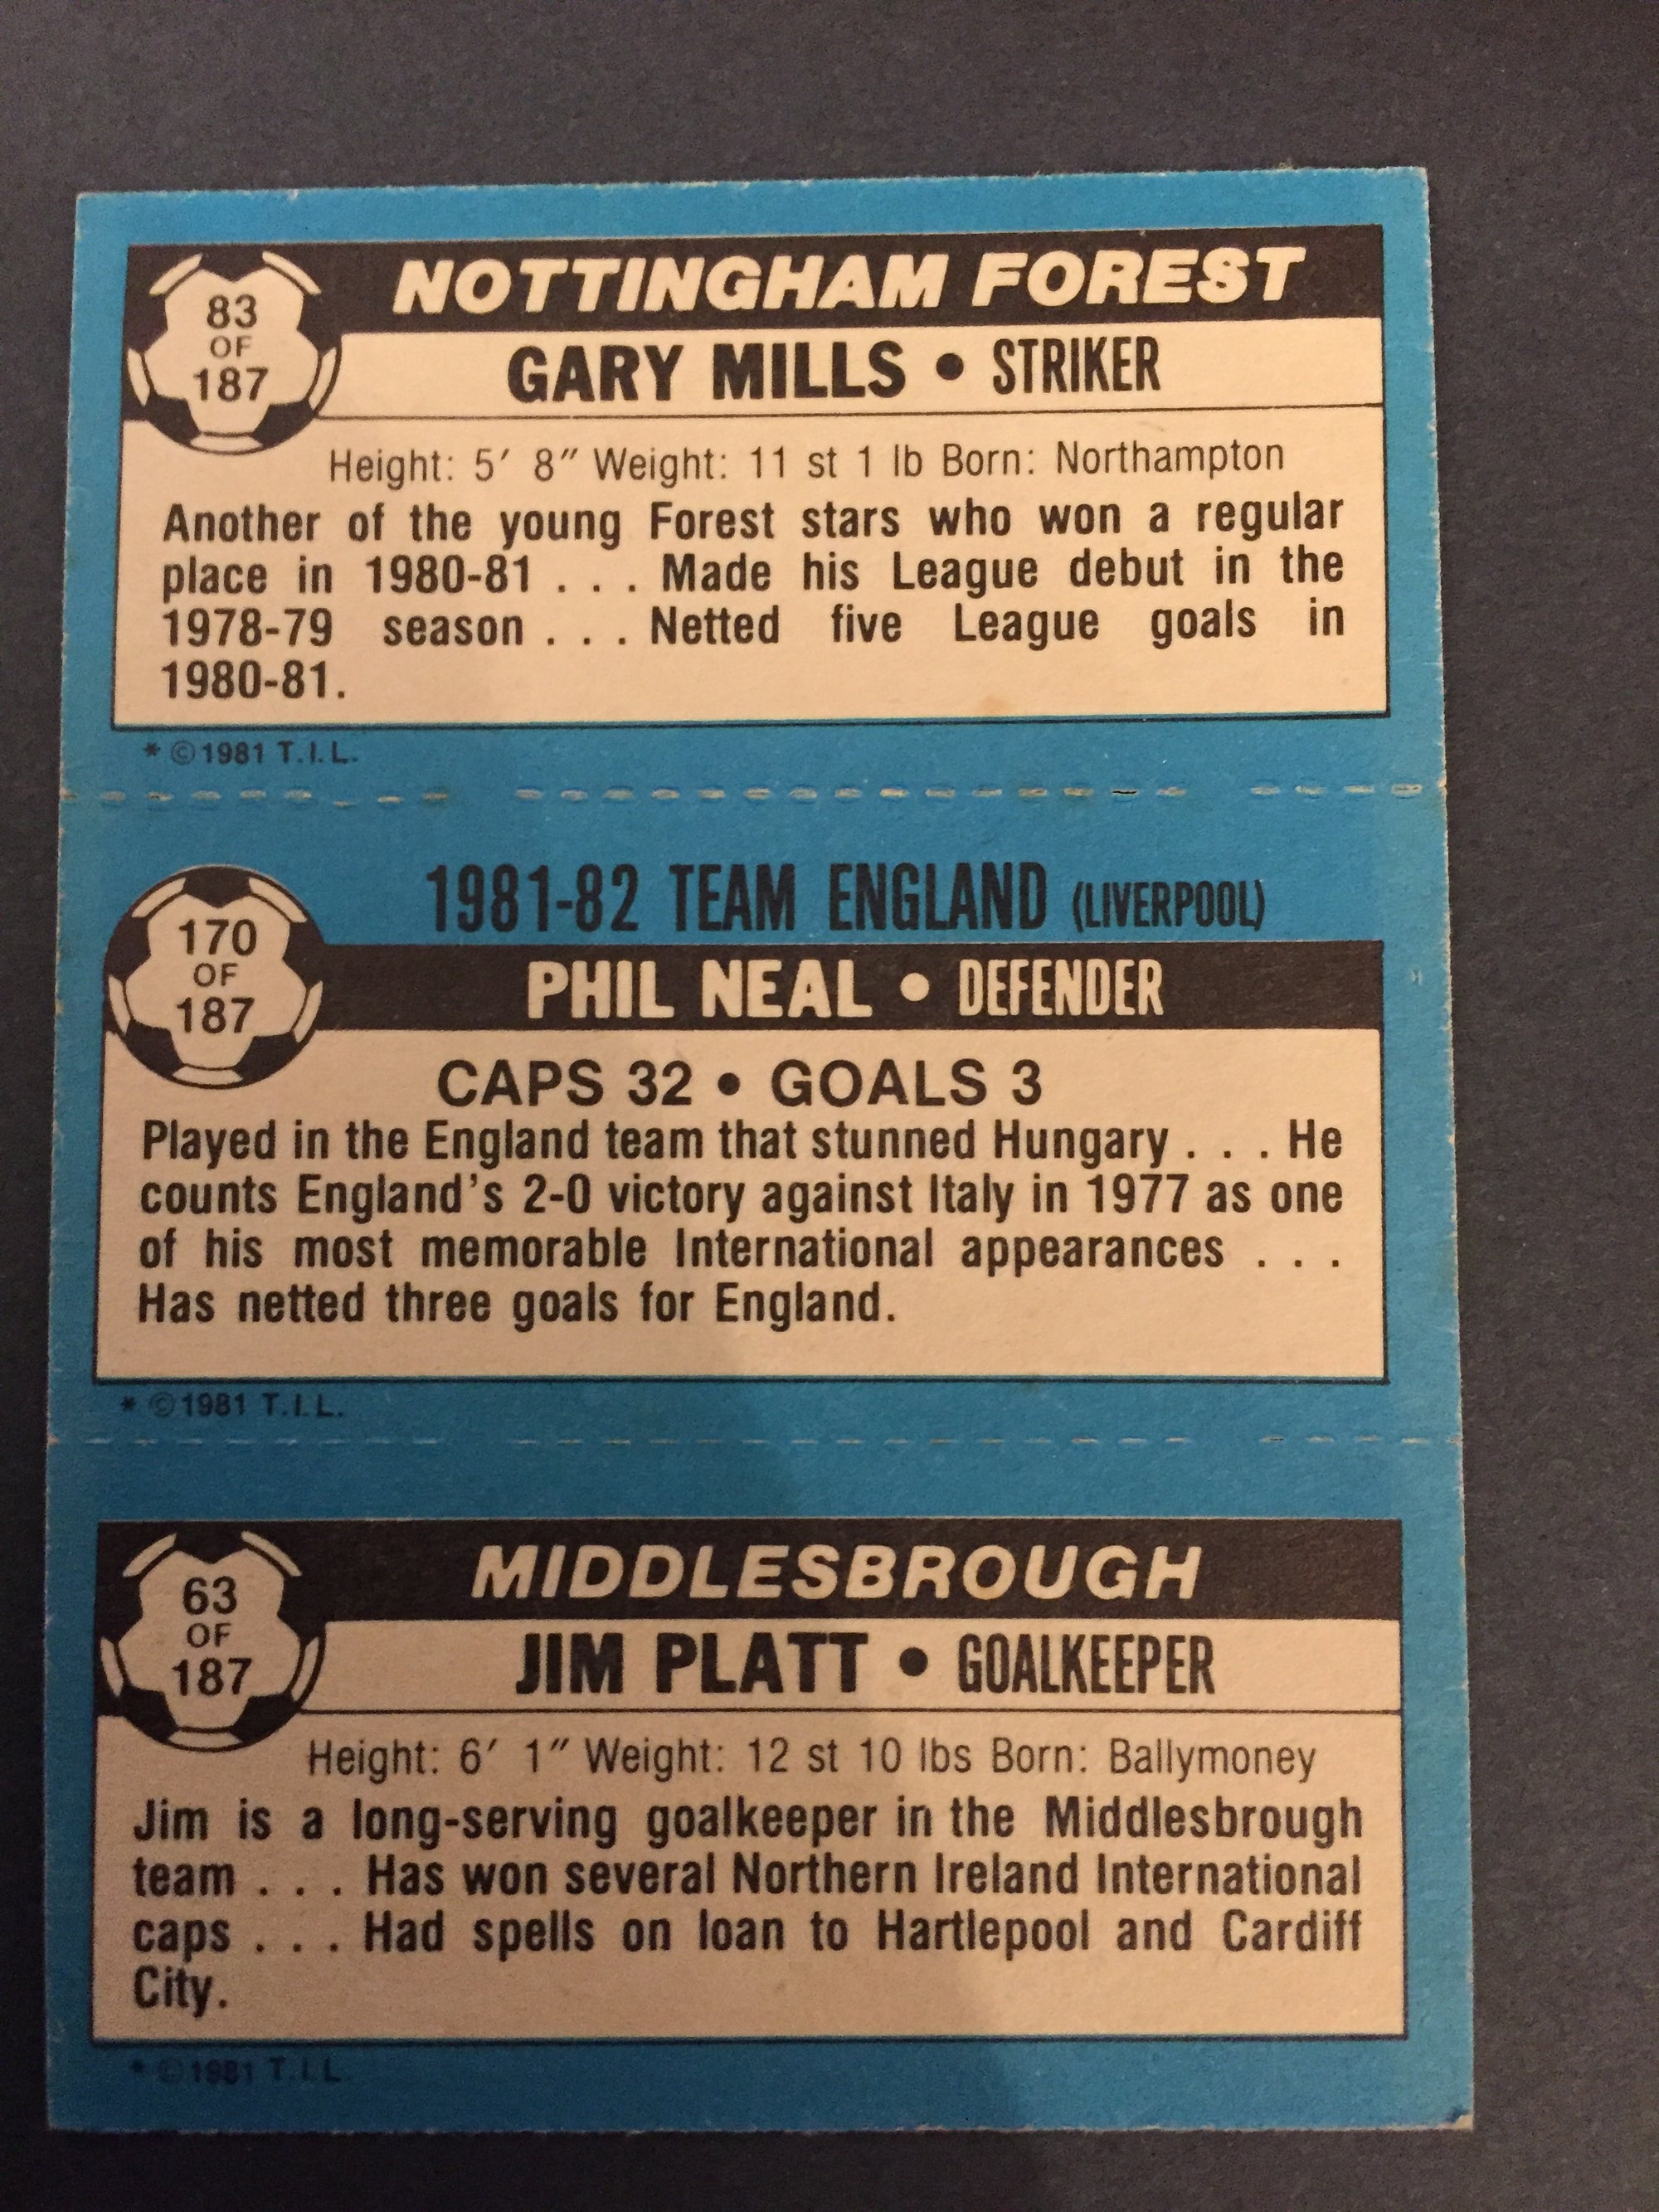 83
OF
187
NOTTINGHAM FOREST
GARY MILLS • STRIKER
Height: 5′ 8″ Weight: 11 st 1 lb Born: Northampton
Another of the young Forest stars who won a regular
place in 1980-81 . . . Made his League debut in the
1978-79 season . . . Netted five League goals in
1980-81.
* ©1981 T.I.L.
1981-82 TEAM ENGLAND (LIVERPOOL)
170
OF
187
PHIL NEAL • DEFENDER
CAPS 32 • GOALS 3
Played in the England team that stunned Hungary . . . He
counts England's 2-0 victory against Italy in 1977 as one
of his most memorable International appearances . . .
Has netted three goals for England.
* ©1981 T.I.L.
63
OF
187
MIDDLESBROUGH
JIM PLATT • GOALKEEPER
Height: 6′ 1″ Weight: 12 st 10 lbs Born: Ballymoney
Jim is a long-serving goalkeeper in the Middlesbrough
team . . . Has won several Northern Ireland International
caps . . . Had spells on loan to Hartlepool and Cardiff
City.
* ©1981 T.I.L.